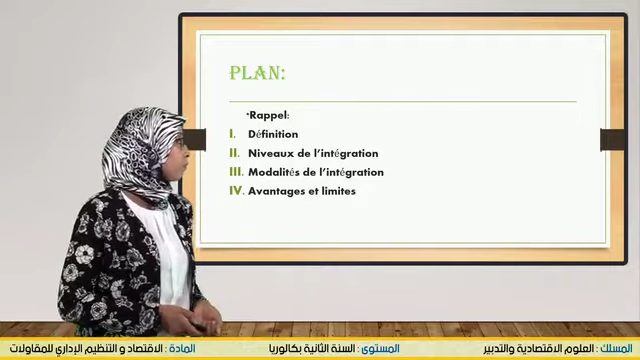 PLAN:
*Rappel:
I. Définition
II. Niveaux de l'intégration
III. Modalités de l'intégration
IV. Avantages et limites
المسلك : العلوم الاقتصادية والتدبير المستوى : السنة الثانية بكالوريا المادة : الاقتصاد و التنظيم الإداري للمقاولات